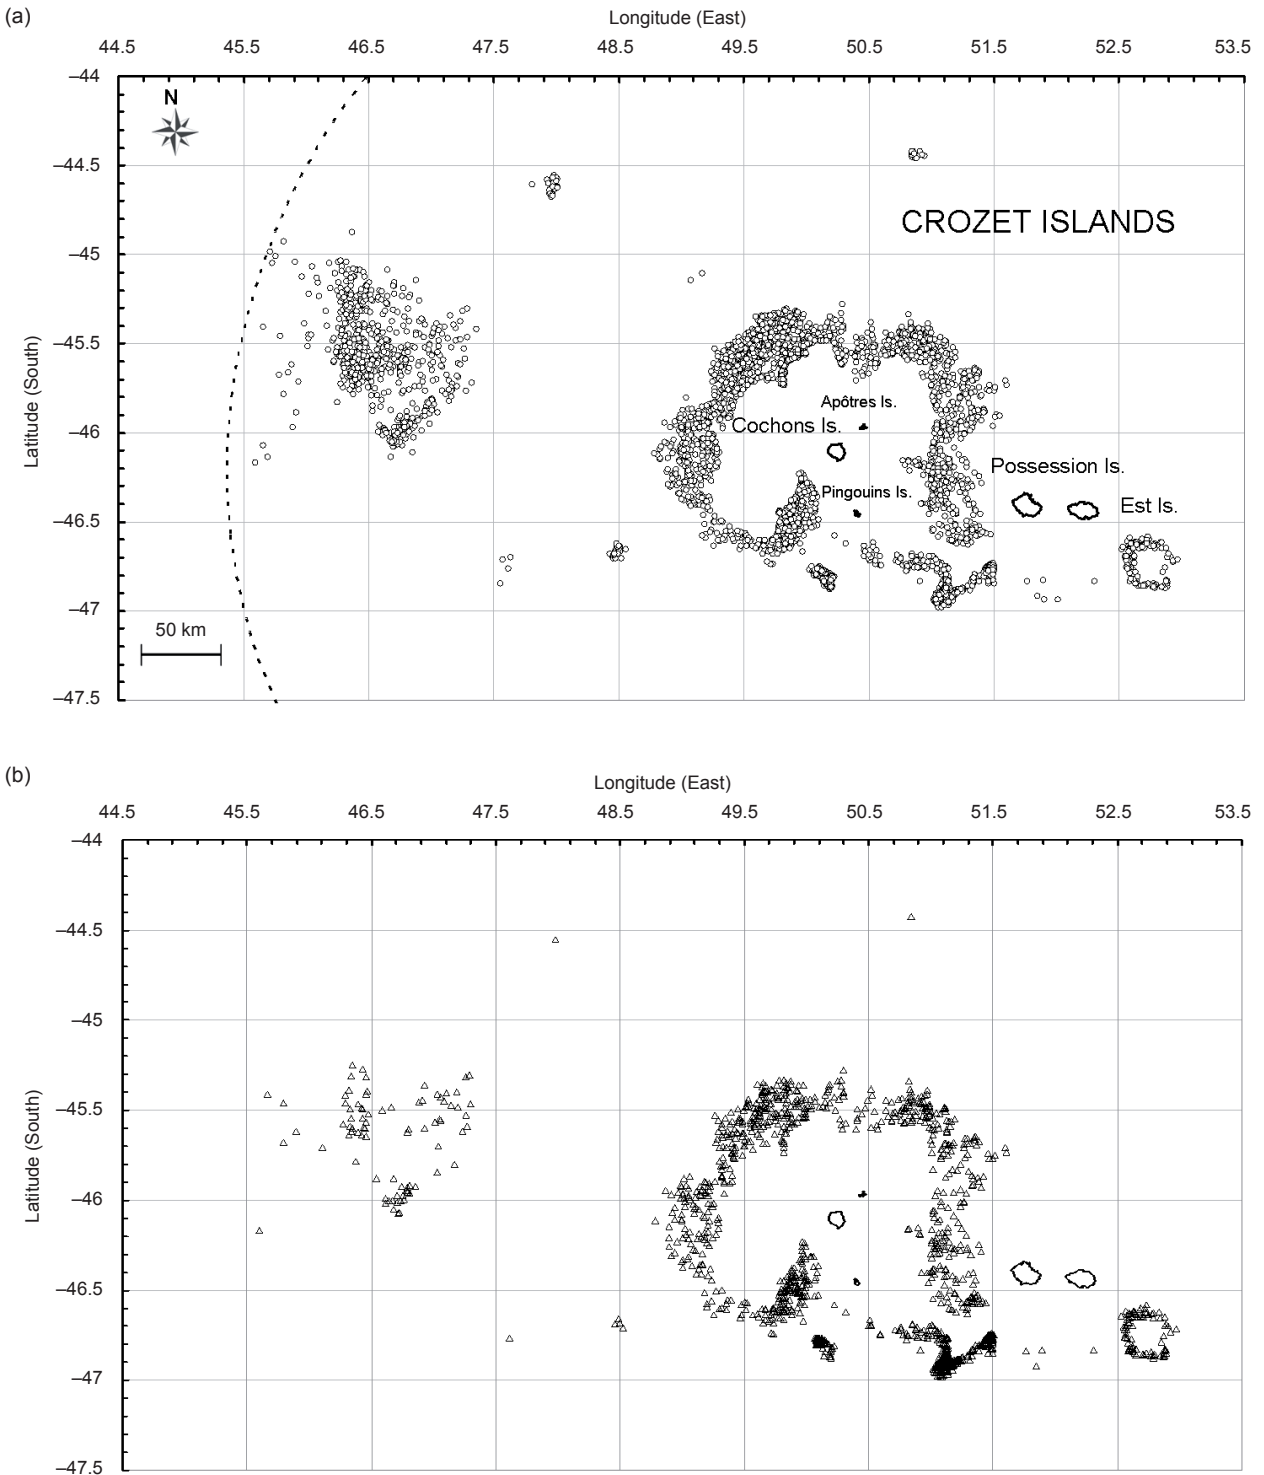 (a)
Longitude (East)
44.5 45.5 46.5 47.5 48.5 49.5 50.5 51.5 52.5 53.5
–44
N
–44.5
CROZET ISLANDS
–45
–45.5
Latitude (South)
Apôtres Is.
Cochons Is.
–46
Possession Is.
Pingouins Is.
Est Is.
–46.5
–47
50 km
–47.5
(b)
Longitude (East)
44.5 45.5 46.5 47.5 48.5 49.5 50.5 51.5 52.5 53.5
–44
–44.5
–45
–45.5
Latitude (South)
–46
–46.5
–47
–47.5